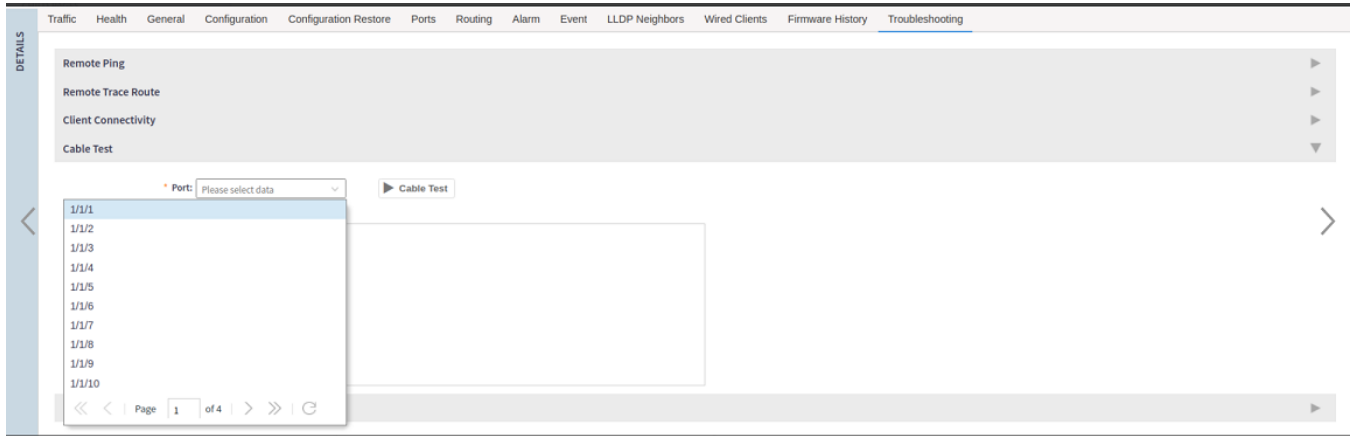 Traffic Health General Configuration Configuration Restore Ports Routing Alarm Event LLDP Neighbors Wired Clients Firmware History Troubleshooting
DETAILS
Remote Ping
Remote Trace Route
Client Connectivity
Cable Test
* Port: Please select data Cable Test
1/1/1
1/1/2
1/1/3
1/1/4
1/1/5
1/1/6
1/1/7
1/1/8
1/1/9
1/1/10
Page 1 of 4